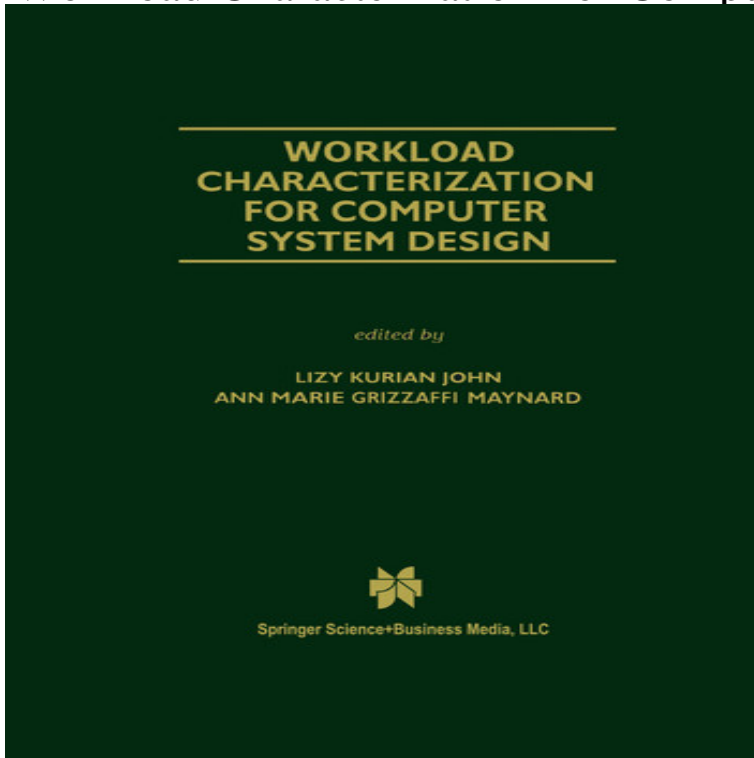 WORKLOAD
CHARACTERIZATION
FOR COMPUTER
SYSTEM DESIGN
edited by
LIZY KURIAN JOHN
ANN MARIE GRIZZAFFI MAYNARD
Springer Science+Business Media, LLC